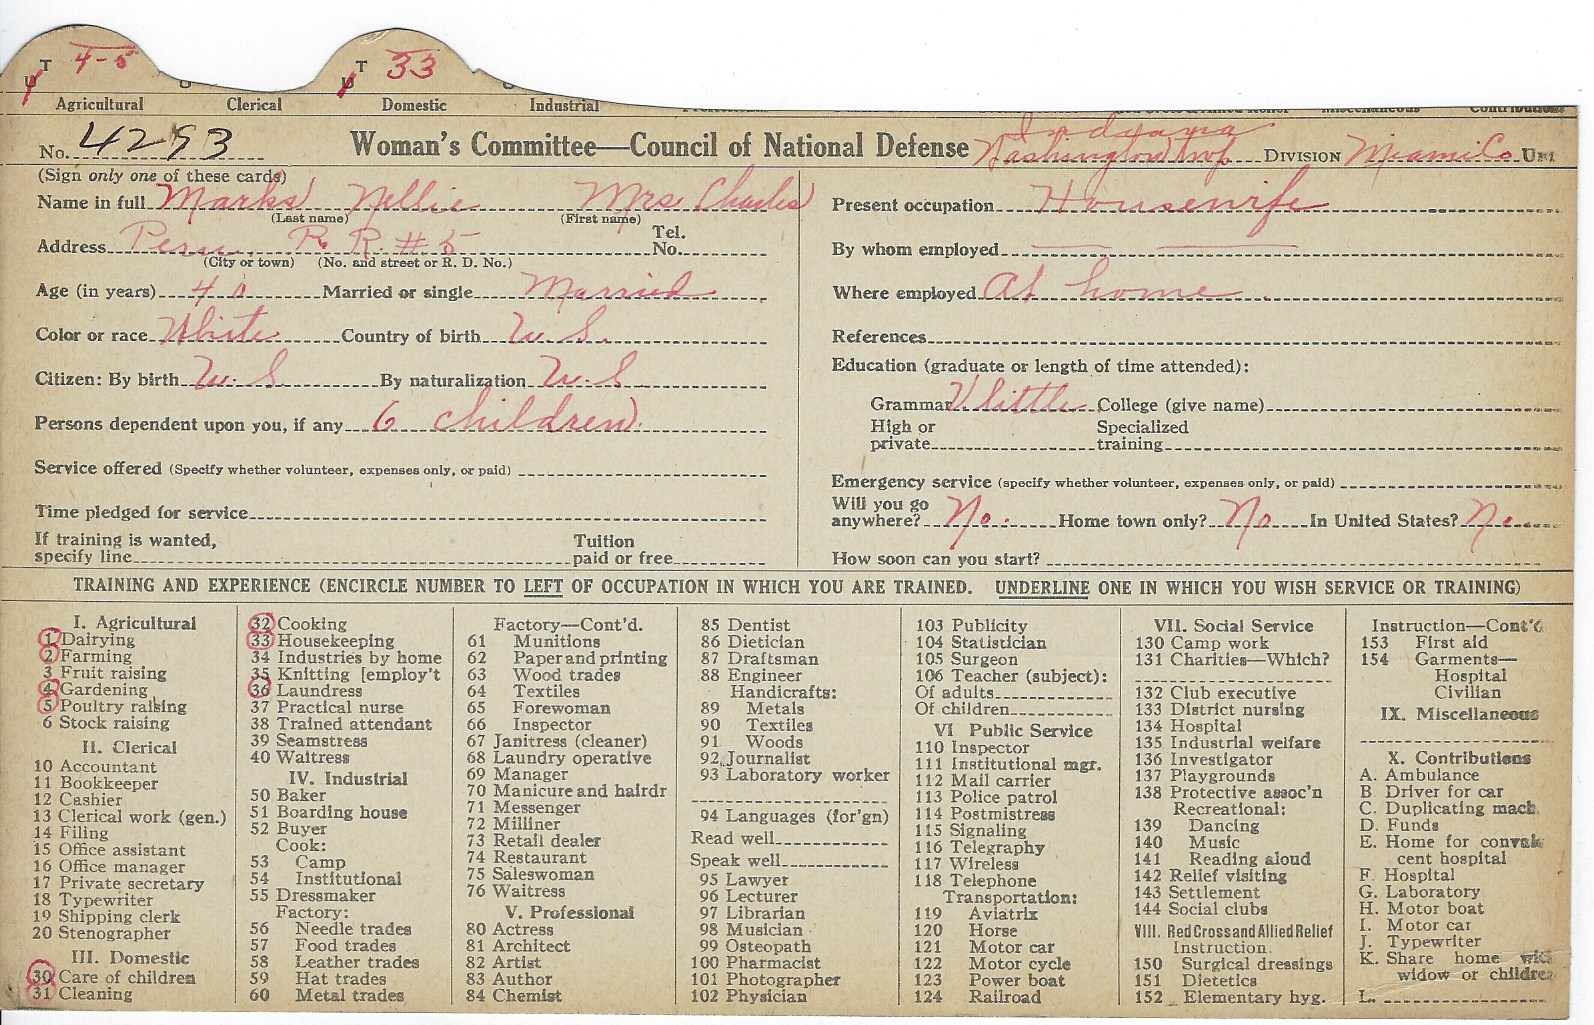 T 4-5 T 33
U U
Agricultural Clerical Domestic Industrial Miscellaneous Contributions
No. 4293 Woman's Committee—Council of National Defense Indiana Washington Twp. DIVISION Miami Co. Uni
(Sign only one of these cards)
Name in full Marks Nellie Mrs Charles
(Last name) (First name)
Address Peru R R #5 Tel. No.
(City or town) (No. and street or R. D. No.)
Age (in years) 40 Married or single Married
Color or race White Country of birth U. S.
Citizen: By birth U. S. By naturalization U. S.
Persons dependent upon you, if any 6 children
Service offered (Specify whether volunteer, expenses only, or paid)
Time pledged for service
If training is wanted, specify line Tuition paid or free
Present occupation Housewife
By whom employed
Where employed At home
References
Education (graduate or length of time attended):
Grammar College (give name)
High or private Specialized training
Emergency service (specify whether volunteer, expenses only, or paid)
Will you go anywhere? No. Home town only? No In United States? No
How soon can you start?
TRAINING AND EXPERIENCE (ENCIRCLE NUMBER TO LEFT OF OCCUPATION IN WHICH YOU ARE TRAINED. UNDERLINE ONE IN WHICH YOU WISH SERVICE OR TRAINING)
I. Agricultural
1 Dairying
2 Farming
3 Fruit raising
4 Gardening
5 Poultry raising
6 Stock raising
II. Clerical
10 Accountant
11 Bookkeeper
12 Cashier
13 Clerical work (gen.)
14 Filing
15 Office assistant
16 Office manager
17 Private secretary
18 Typewriter
19 Shipping clerk
20 Stenographer
III. Domestic
30 Care of children
31 Cleaning
32 Cooking
33 Housekeeping
34 Industries by home
35 Knitting [employ't
36 Laundress
37 Practical nurse
38 Trained attendant
39 Seamstress
40 Waitress
IV. Industrial
50 Baker
51 Boarding house
52 Buyer
Cook:
53 Camp
54 Institutional
55 Dressmaker
Factory:
56 Needle trades
57 Food trades
58 Leather trades
59 Hat trades
60 Metal trades
Factory—Cont'd.
61 Munitions
62 Paper and printing
63 Wood trades
64 Textiles
65 Forewoman
66 Inspector
67 Janitress (cleaner)
68 Laundry operative
69 Manager
70 Manicure and hairdr
71 Messenger
72 Milliner
73 Retail dealer
74 Restaurant
75 Saleswoman
76 Waitress
V. Professional
80 Actress
81 Architect
82 Artist
83 Author
84 Chemist
85 Dentist
86 Dietician
87 Draftsman
88 Engineer
Handicrafts:
89 Metals
90 Textiles
91 Woods
92 Journalist
93 Laboratory worker
94 Languages (for'gn)
Read well
Speak well
95 Lawyer
96 Lecturer
97 Librarian
98 Musician
99 Osteopath
100 Pharmacist
101 Photographer
102 Physician
103 Publicity
104 Statistician
105 Surgeon
106 Teacher (subject):
Of adults
Of children
VI Public Service
110 Inspector
111 Institutional mgr.
112 Mail carrier
113 Police patrol
114 Postmistress
115 Signaling
116 Telegraphy
117 Wireless
118 Telephone
Transportation:
119 Aviatrix
120 Horse
121 Motor car
122 Motor cycle
123 Power boat
124 Railroad
VII. Social Service
130 Camp work
131 Charities—Which?
132 Club executive
133 District nursing
134 Hospital
135 Industrial welfare
136 Investigator
137 Playgrounds
138 Protective assoc'n
Recreational:
139 Dancing
140 Music
141 Reading aloud
142 Relief visiting
143 Settlement
144 Social clubs
VIII. Red Cross and Allied Relief
Instruction.
150 Surgical dressings
151 Dietetics
152 Elementary hyg.
Instruction—Cont'd
153 First aid
154 Garments—
Hospital
Civilian
IX. Miscellaneous
X. Contributions
A. Ambulance
B Driver for car
C. Duplicating mach.
D. Funds
E. Home for convalescent hospital
F. Hospital
G. Laboratory
H. Motor boat
I. Motor car
J. Typewriter
K. Share home with
widow or children
L.